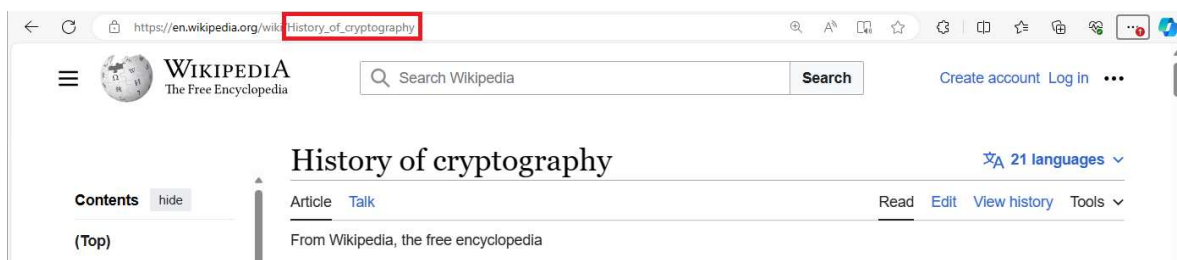 https://en.wikipedia.org/wiki/History_of_cryptography
WIKIPEDIA
The Free Encyclopedia
Search Wikipedia
Search
Create account Log in
History of cryptography
21 languages
Contents hide
Article Talk
Read Edit View history Tools
(Top)
From Wikipedia, the free encyclopedia